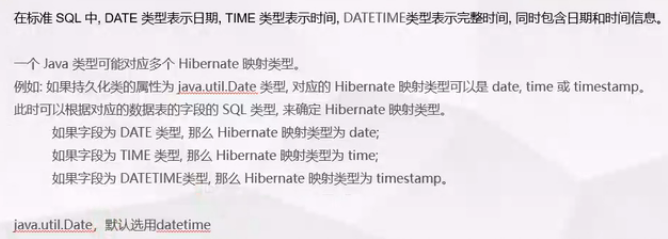 在标准 SQL 中, DATE 类型表示日期, TIME 类型表示时间, DATETIME类型表示完整时间, 同时包含日期和时间信息。
一个 Java 类型可能对应多个 Hibernate 映射类型。
例如: 如果持久化类的属性为 java.util.Date 类型, 对应的 Hibernate 映射类型可以是 date, time 或 timestamp。
此时可以根据对应的数据表的字段的 SQL 类型, 来确定 Hibernate 映射类型。
如果字段为 DATE 类型, 那么 Hibernate 映射类型为 date;
如果字段为 TIME 类型, 那么 Hibernate 映射类型为 time;
如果字段为 DATETIME类型, 那么 Hibernate 映射类型为 timestamp。
java.util.Date，默认选用datetime